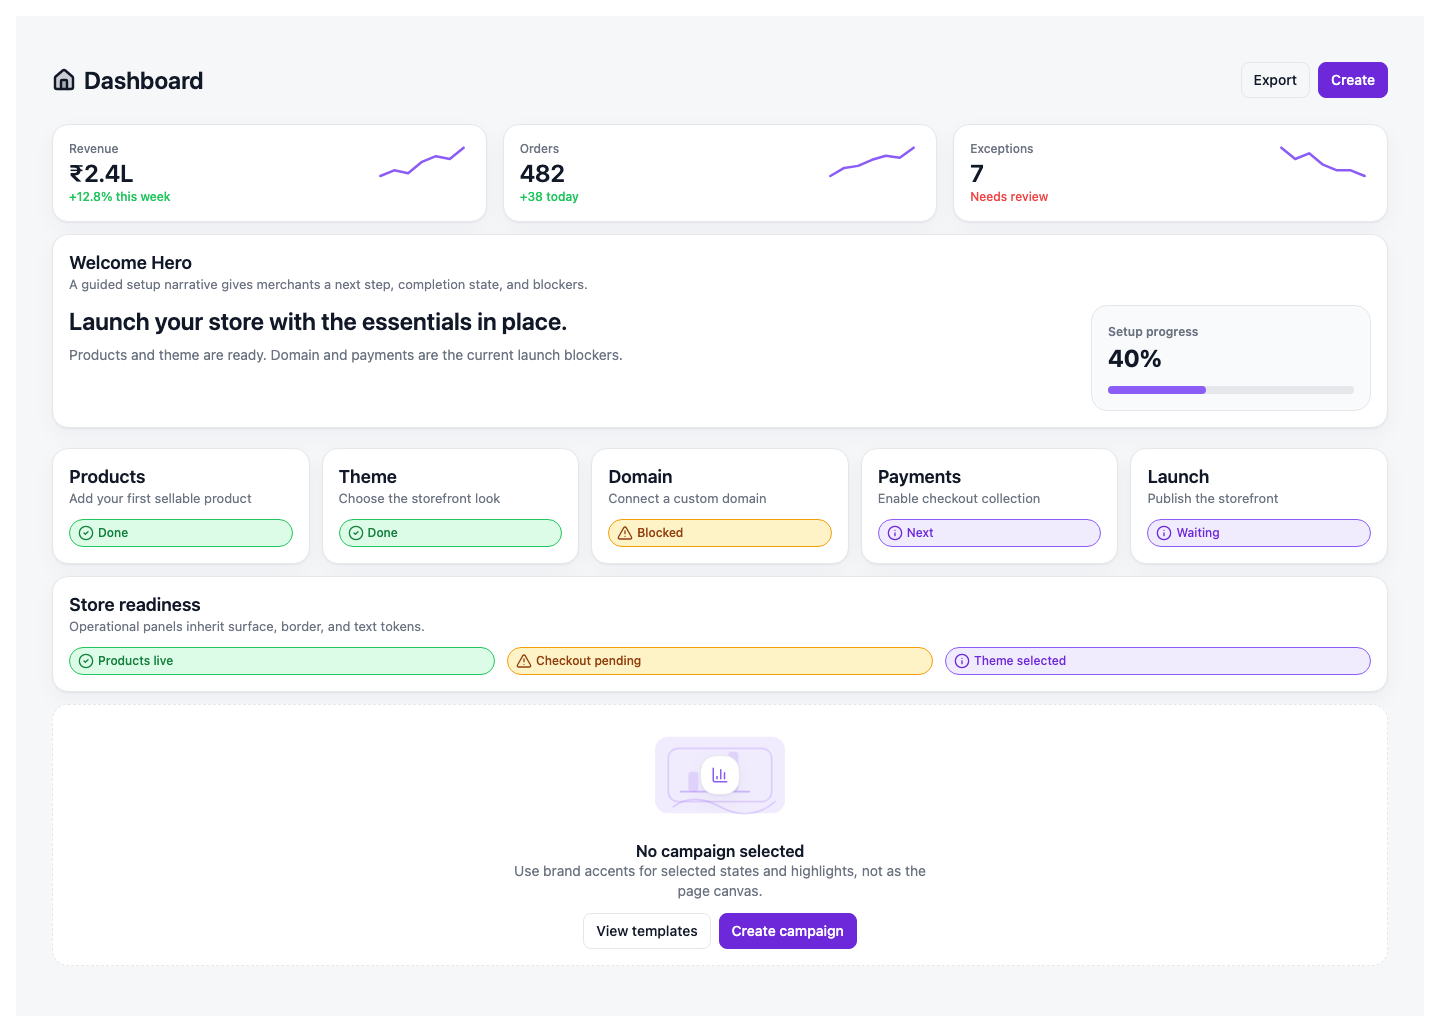 Dashboard
Export
Create
Revenue
₹2.4L
+12.8% this week
Orders
482
+38 today
Exceptions
7
Needs review
Welcome Hero
A guided setup narrative gives merchants a next step, completion state, and blockers.
Launch your store with the essentials in place.
Products and theme are ready. Domain and payments are the current launch blockers.
Setup progress
40%
Products
Add your first sellable product
Done
Theme
Choose the storefront look
Done
Domain
Connect a custom domain
Blocked
Payments
Enable checkout collection
Next
Launch
Publish the storefront
Waiting
Store readiness
Operational panels inherit surface, border, and text tokens.
Products live
Checkout pending
Theme selected
No campaign selected
Use brand accents for selected states and highlights, not as the
page canvas.
View templates
Create campaign